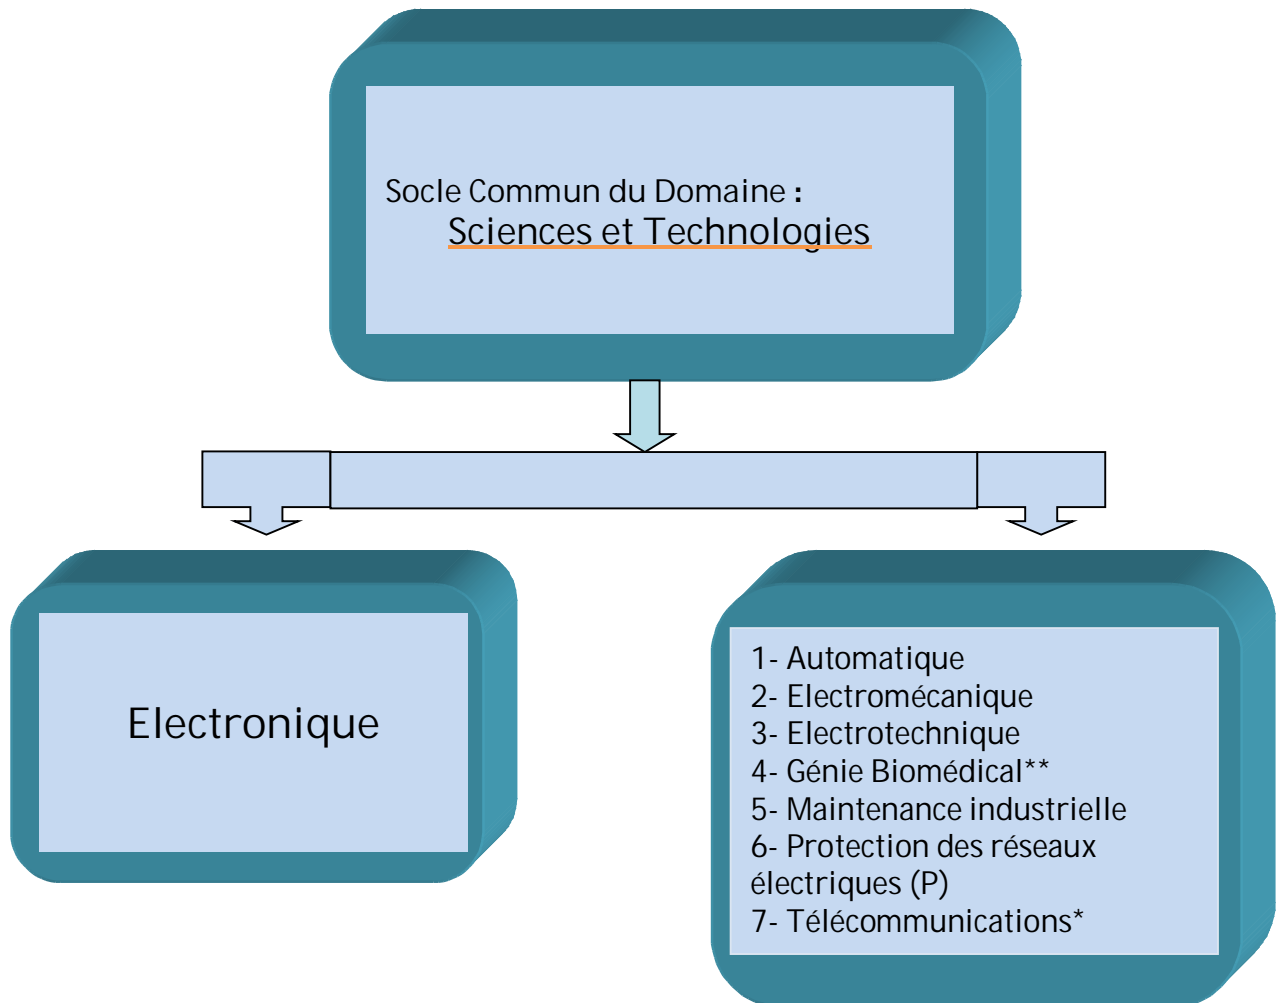 Socle Commun du Domaine :
Sciences et Technologies
Electronique
1- Automatique
2- Electromécanique
3- Electrotechnique
4- Génie Biomédical**
5- Maintenance industrielle
6- Protection des réseaux
électriques (P)
7- Télécommunications*